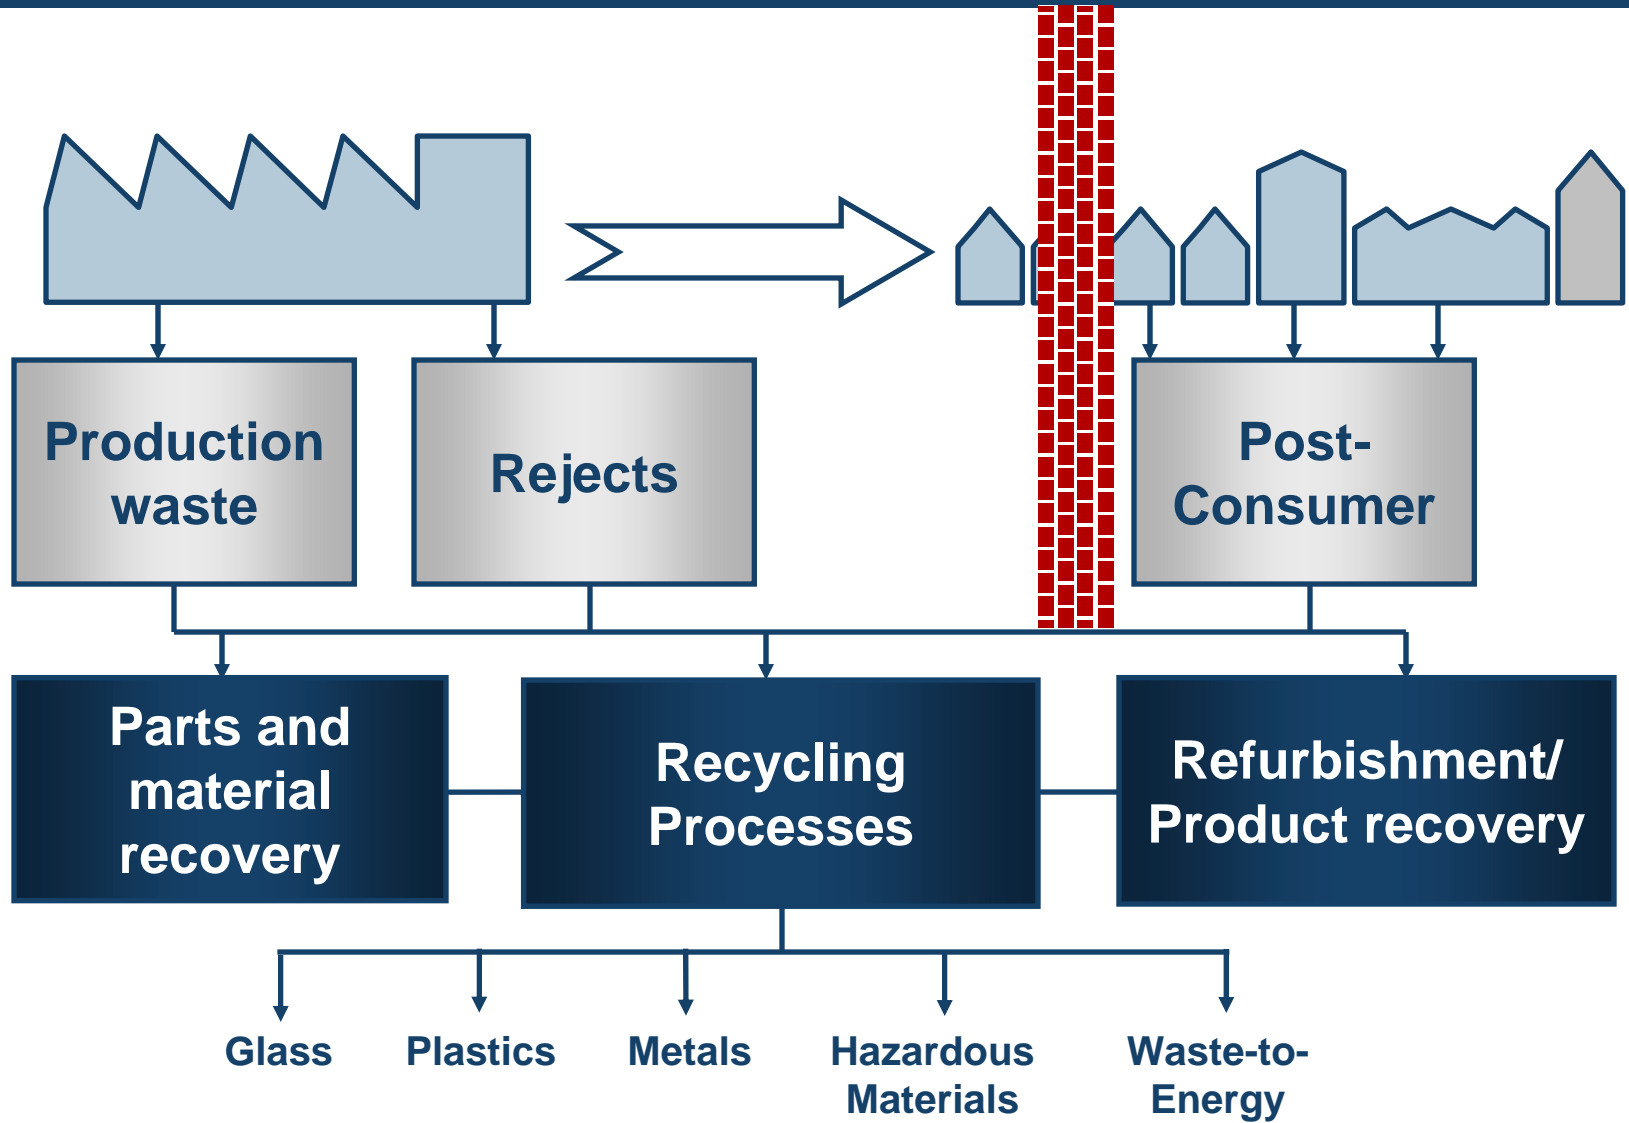 Production
waste
Rejects
Post-
Consumer
Parts and
material
recovery
Recycling
Processes
Refurbishment/
Product recovery
Glass
Plastics
Metals
Hazardous
Materials
Waste-to-
Energy